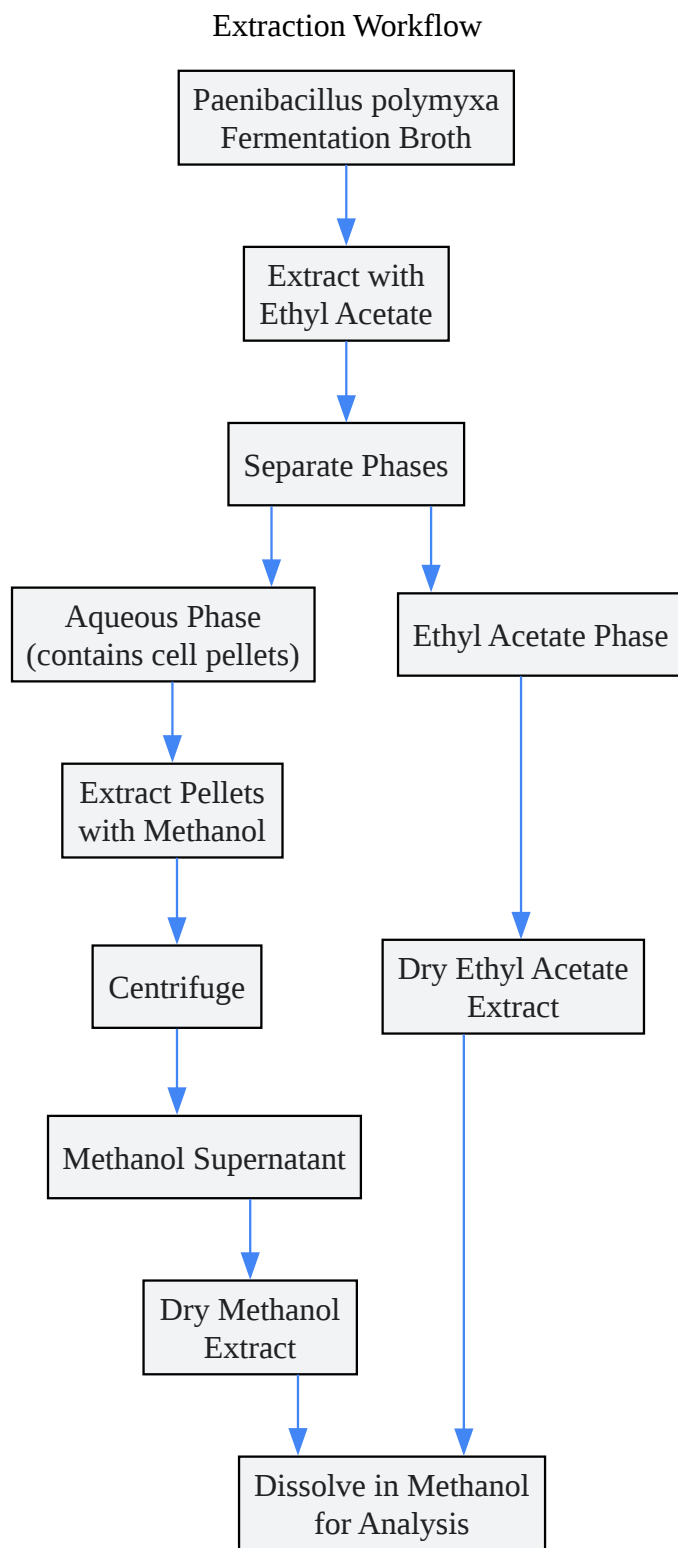 Extraction Workflow
Paenibacillus polymyxa
Fermentation Broth
Extract with
Ethyl Acetate
Separate Phases
Aqueous Phase
(contains cell pellets)
Ethyl Acetate Phase
Extract Pellets
with Methanol
Centrifuge
Dry Ethyl Acetate
Extract
Methanol Supernatant
Dry Methanol
Extract
Dissolve in Methanol
for Analysis